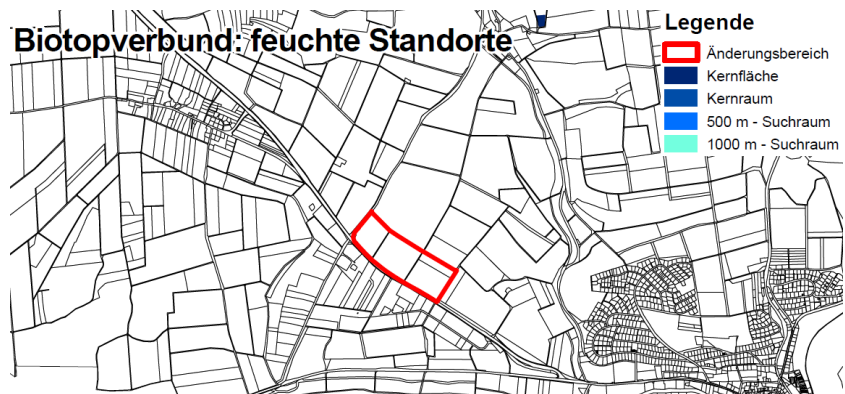 Biotopverbund: feuchte Standorte
Legende
Änderungsbereich
Kernfläche
Kernraum
500 m - Suchraum
1000 m - Suchraum